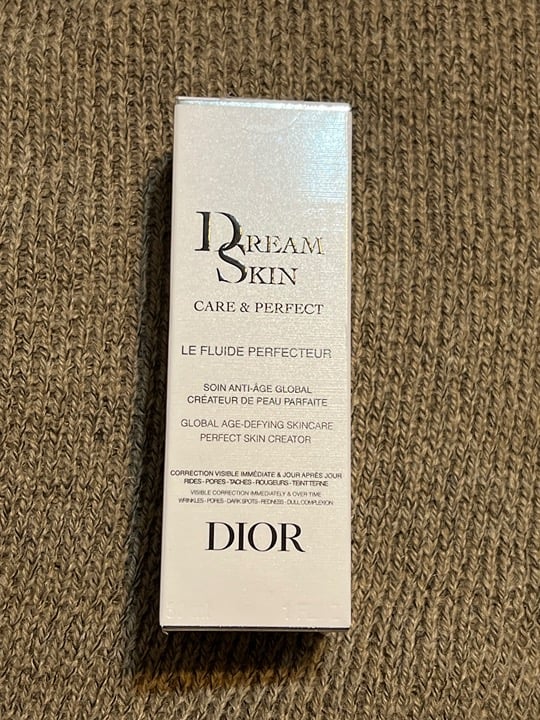 DREAM
SKIN
CARE & PERFECT
LE FLUIDE PERFECTEUR
SOIN ANTI-ÂGE GLOBAL
CRÉATEUR DE PEAU PARFAITE
GLOBAL AGE-DEFYING SKINCARE
PERFECT SKIN CREATOR
CORRECTION VISIBLE IMMÉDIATE & JOUR APRÈS JOUR
RIDES - PORES - TACHES - ROUGEURS - TEINT TERNE
VISIBLE CORRECTION IMMEDIATELY & OVER TIME
WRINKLES - PORES - DARK SPOTS - REDNESS - DULL COMPLEXION
DIOR